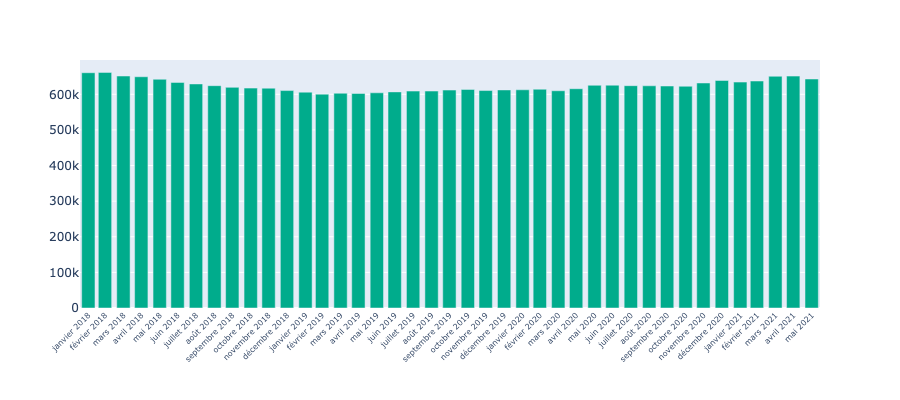 600k
500k
400k
300k
200k
100k
0
janvier 2018
février 2018
mars 2018
avril 2018
mai 2018
juin 2018
juillet 2018
août 2018
septembre 2018
octobre 2018
novembre 2018
décembre 2018
janvier 2019
février 2019
mars 2019
avril 2019
mai 2019
juin 2019
juillet 2019
août 2019
septembre 2019
octobre 2019
novembre 2019
décembre 2019
janvier 2020
février 2020
mars 2020
avril 2020
mai 2020
juin 2020
juillet 2020
août 2020
septembre 2020
octobre 2020
novembre 2020
décembre 2020
janvier 2021
février 2021
mars 2021
avril 2021
mai 2021